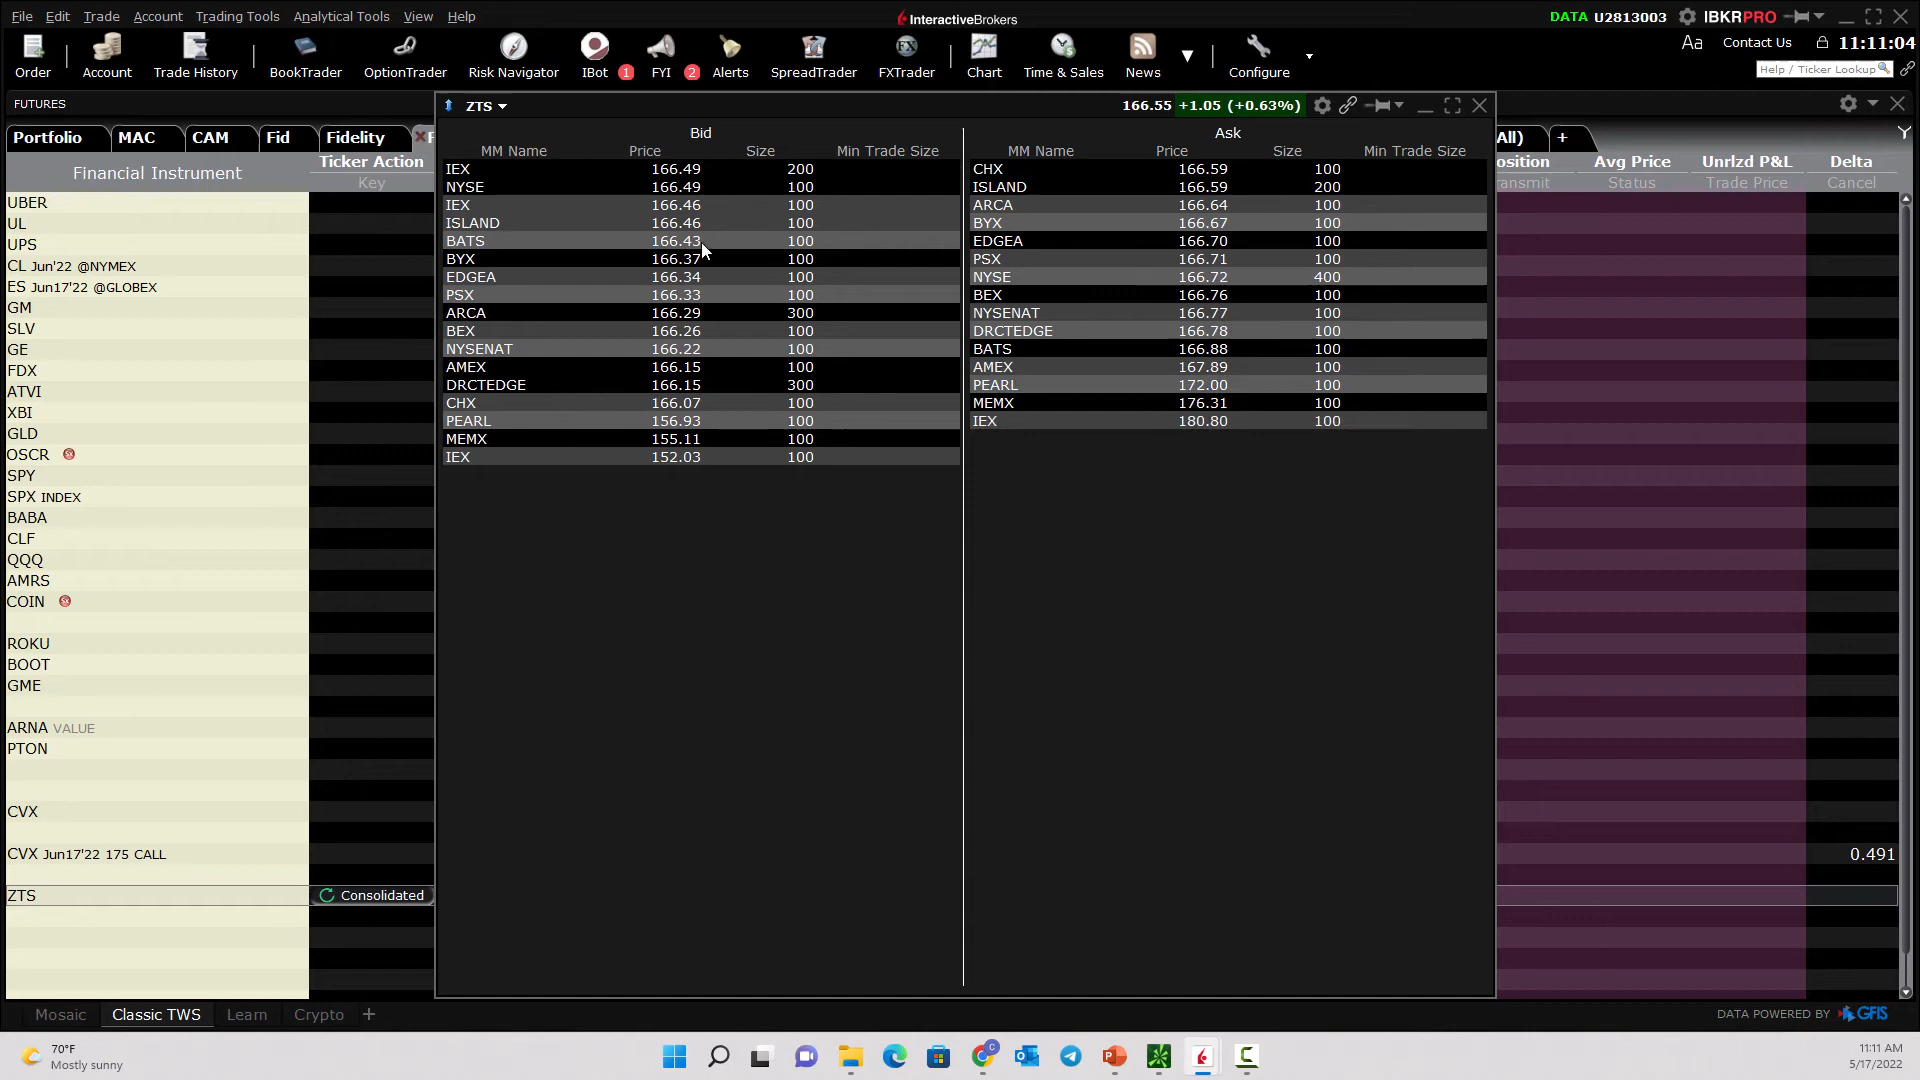 File Edit Trade Account Trading Tools Analytical Tools View Help
InteractiveBrokers
DATA U2813003 IBKRPRO
Order Account Trade History BookTrader OptionTrader Risk Navigator IBot 1 FYI 2 Alerts SpreadTrader FXTrader Chart Time & Sales News Configure
Aa Contact Us 11:11:04
Help / Ticker Lookup
FUTURES
ZTS 166.55 +1.05 (+0.63%)
Portfolio MAC CAM Fid Fidelity F
All) +
Financial Instrument Ticker Action
Key
osition Avg Price Unrlzd P&L Delta
ransmit Status Trade Price Cancel
Bid Ask
MM Name Price Size Min Trade Size MM Name Price Size Min Trade Size
IEX 166.49 200 CHX 166.59 100
NYSE 166.49 100 ISLAND 166.59 200
IEX 166.46 100 ARCA 166.64 100
ISLAND 166.46 100 BYX 166.67 100
BATS 166.43 100 EDGEA 166.70 100
BYX 166.37 100 PSX 166.71 100
EDGEA 166.34 100 NYSE 166.72 400
PSX 166.33 100 BEX 166.76 100
ARCA 166.29 300 NYSENAT 166.77 100
BEX 166.26 100 DRCTEDGE 166.78 100
NYSENAT 166.22 100 BATS 166.88 100
AMEX 166.15 100 AMEX 167.89 100
DRCTEDGE 166.15 300 PEARL 172.00 100
CHX 166.07 100 MEMX 176.31 100
PEARL 156.93 100 IEX 180.80 100
MEMX 155.11 100
IEX 152.03 100
UBER
UL
UPS
CL Jun'22 @NYMEX
ES Jun17'22 @GLOBEX
GM
SLV
GE
FDX
ATVI
XBI
GLD
OSCR
SPY
SPX INDEX
BABA
CLF
QQQ
AMRS
COIN
ROKU
BOOT
GME
ARNA VALUE
PTON
CVX
CVX Jun17'22 175 CALL 0.491
ZTS Consolidated
Mosaic Classic TWS Learn Crypto +
DATA POWERED BY GFIS
70°F
Mostly sunny
11:11 AM
5/17/2022